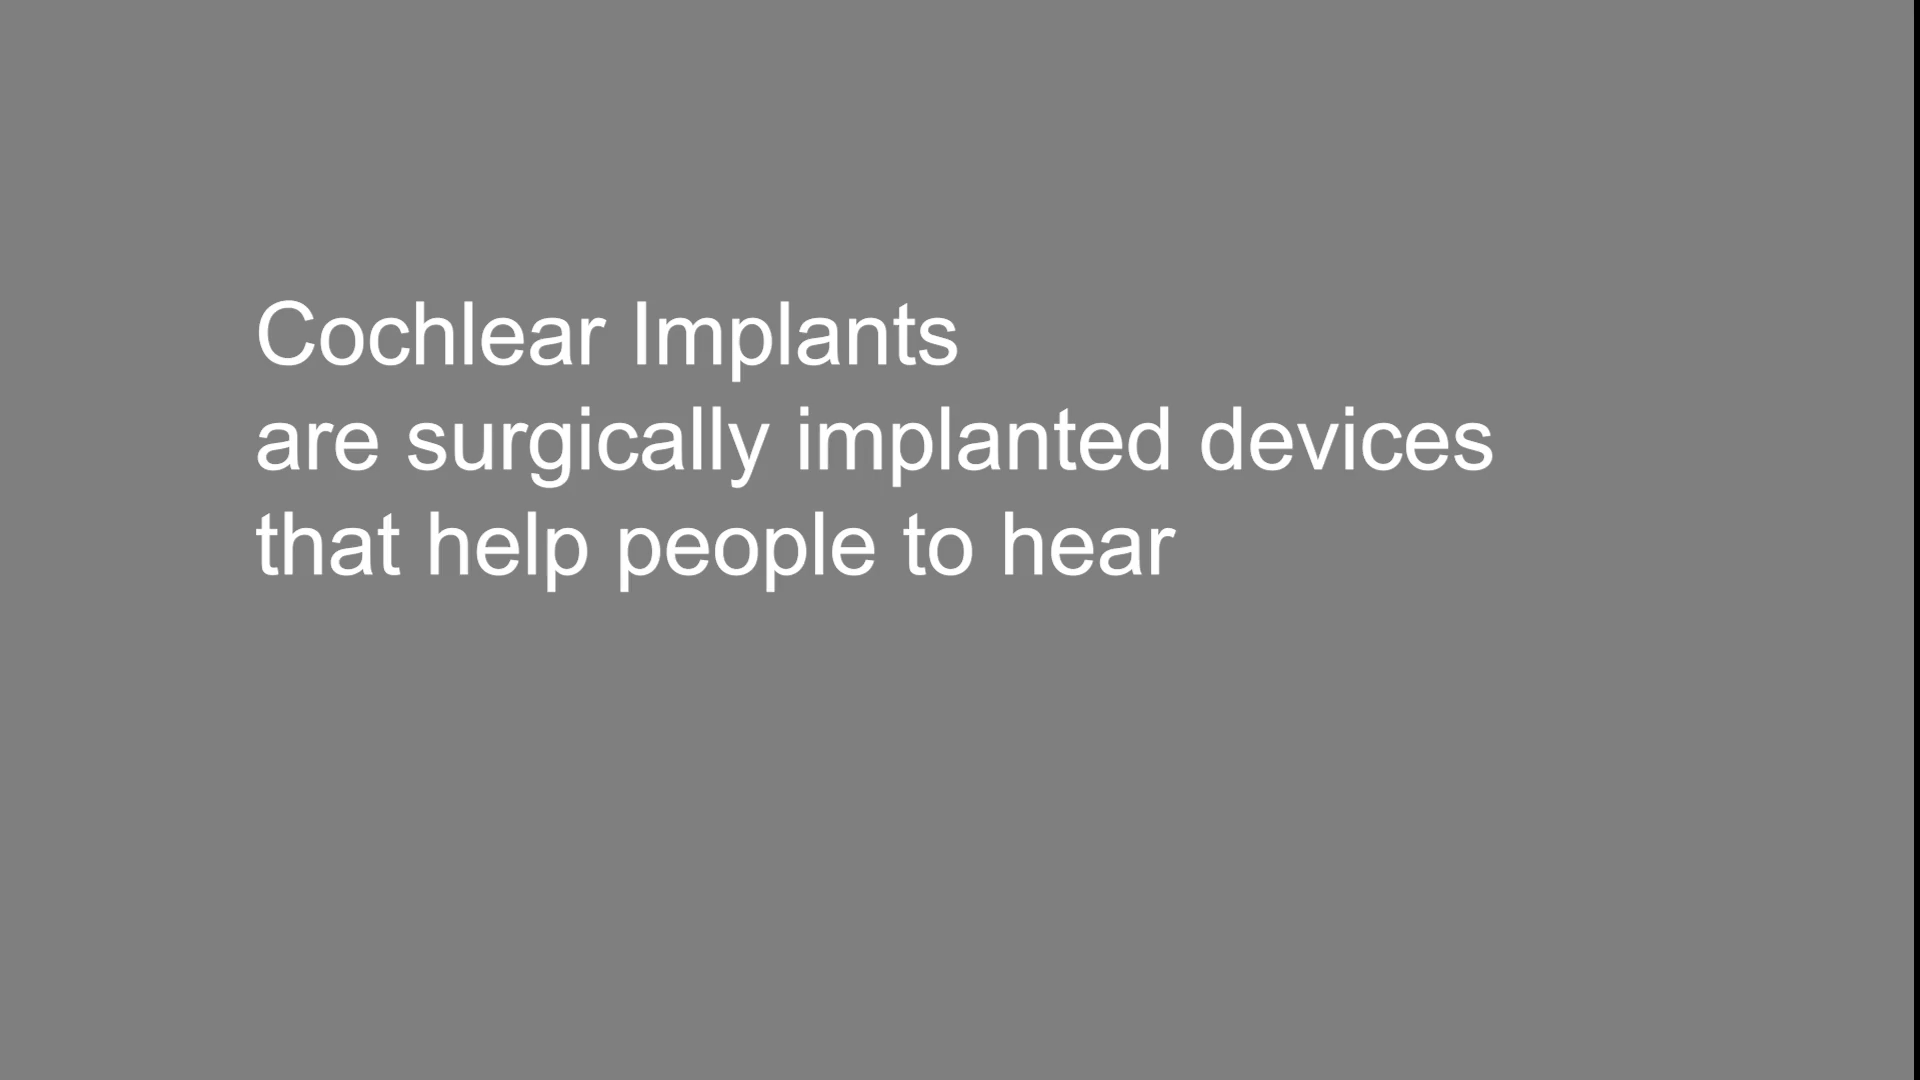 Cochlear Implants
are surgically implanted devices
that help people to hear